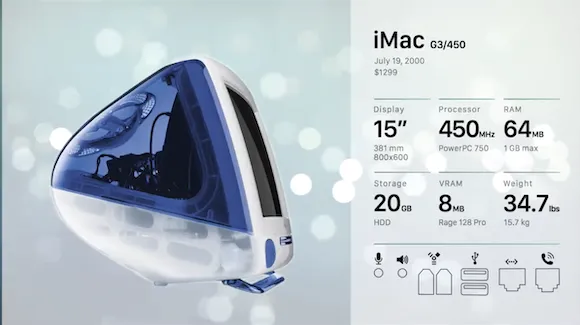 iMac G3/450
July 19, 2000
$1299
Display
Processor
RAM
15”
450MHz
64MB
381 mm
800x600
PowerPC 750
1 GB max
Storage
VRAM
Weight
20GB
8MB
34.7lbs
HDD
Rage 128 Pro
15.7 kg